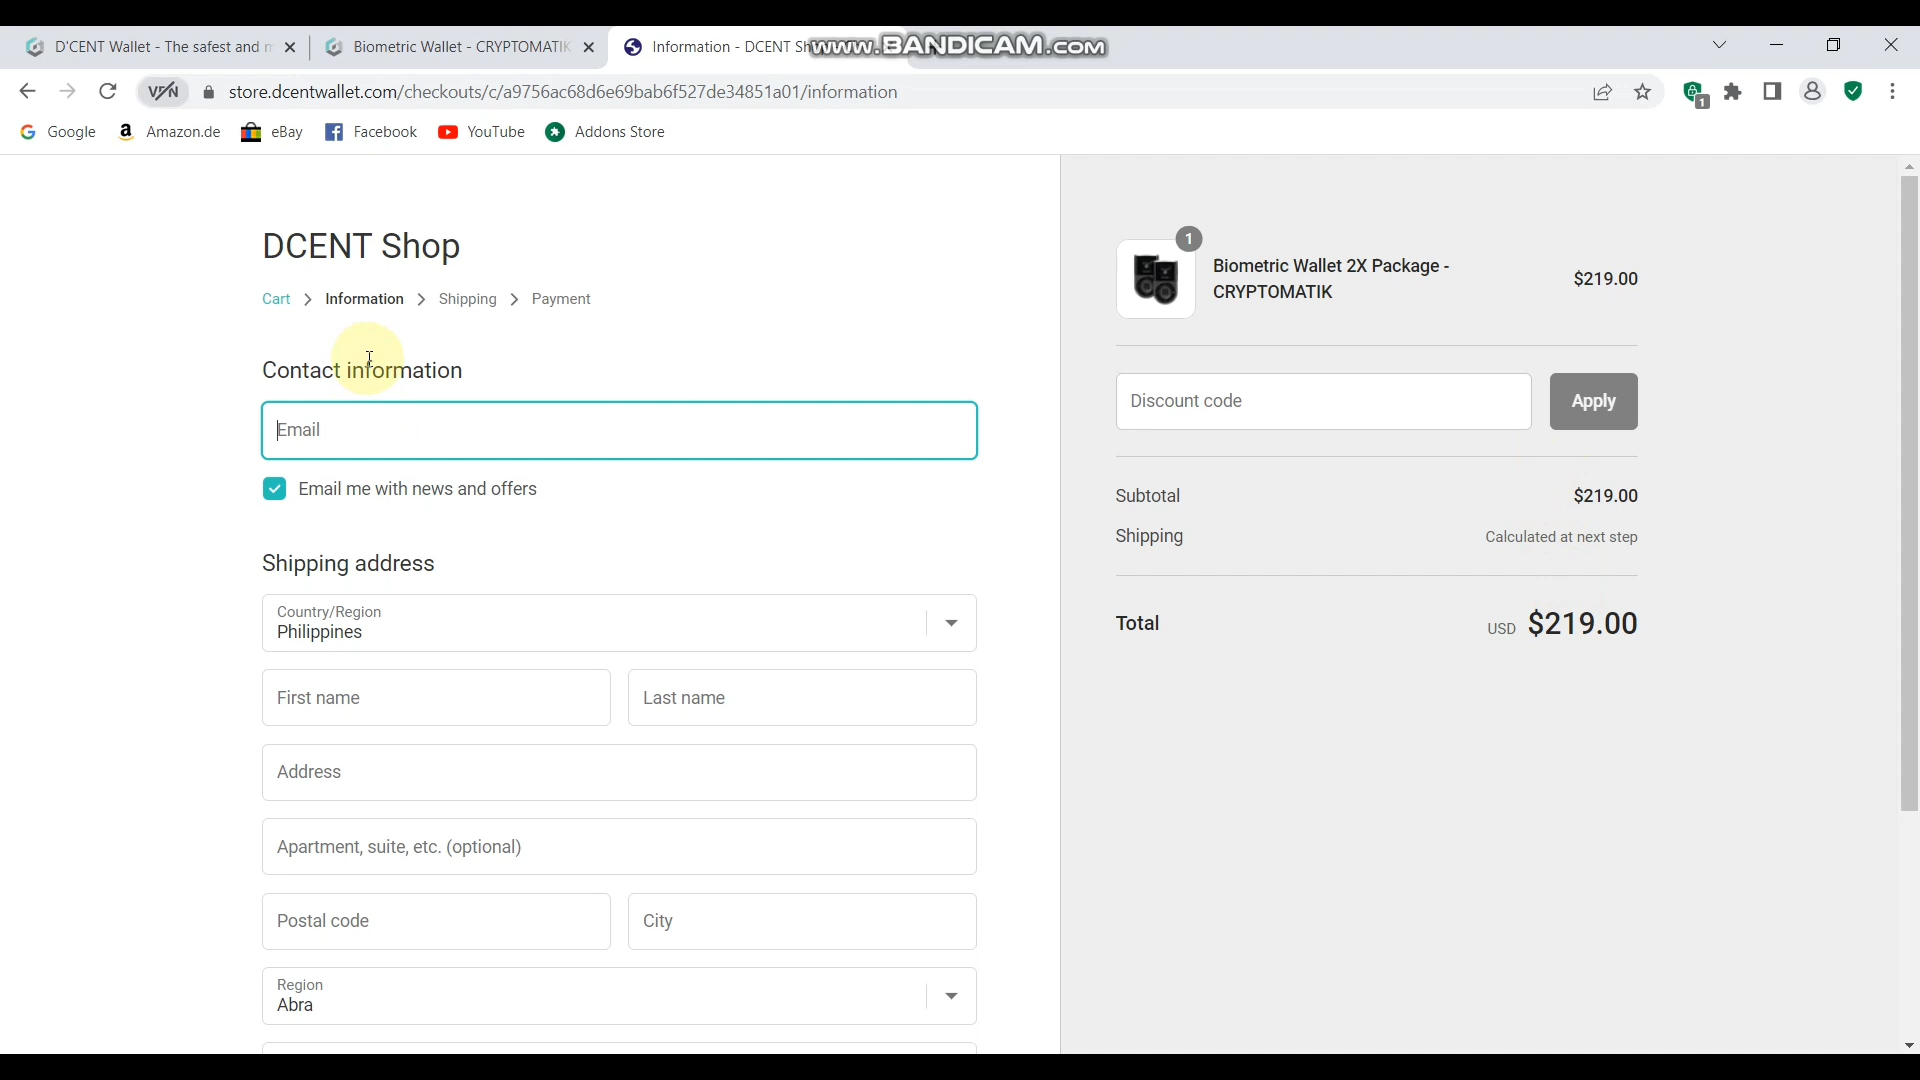 D'CENT Wallet - The safest and m
Biometric Wallet - CRYPTOMATIK
Information - DCENT Sh
www.BANDICAM.com
VPN
store.dcentwallet.com/checkouts/c/a9756ac68d6e69bab6f527de34851a01/information
1
Google
Amazon.de
eBay
Facebook
YouTube
Addons Store
DCENT Shop
Cart > Information > Shipping > Payment
Contact information
Email
Email me with news and offers
Shipping address
Country/Region
Philippines
First name
Last name
Address
Apartment, suite, etc. (optional)
Postal code
City
Region
Abra
1
Biometric Wallet 2X Package -
CRYPTOMATIK
$219.00
Discount code
Apply
Subtotal
$219.00
Shipping
Calculated at next step
Total
USD $219.00